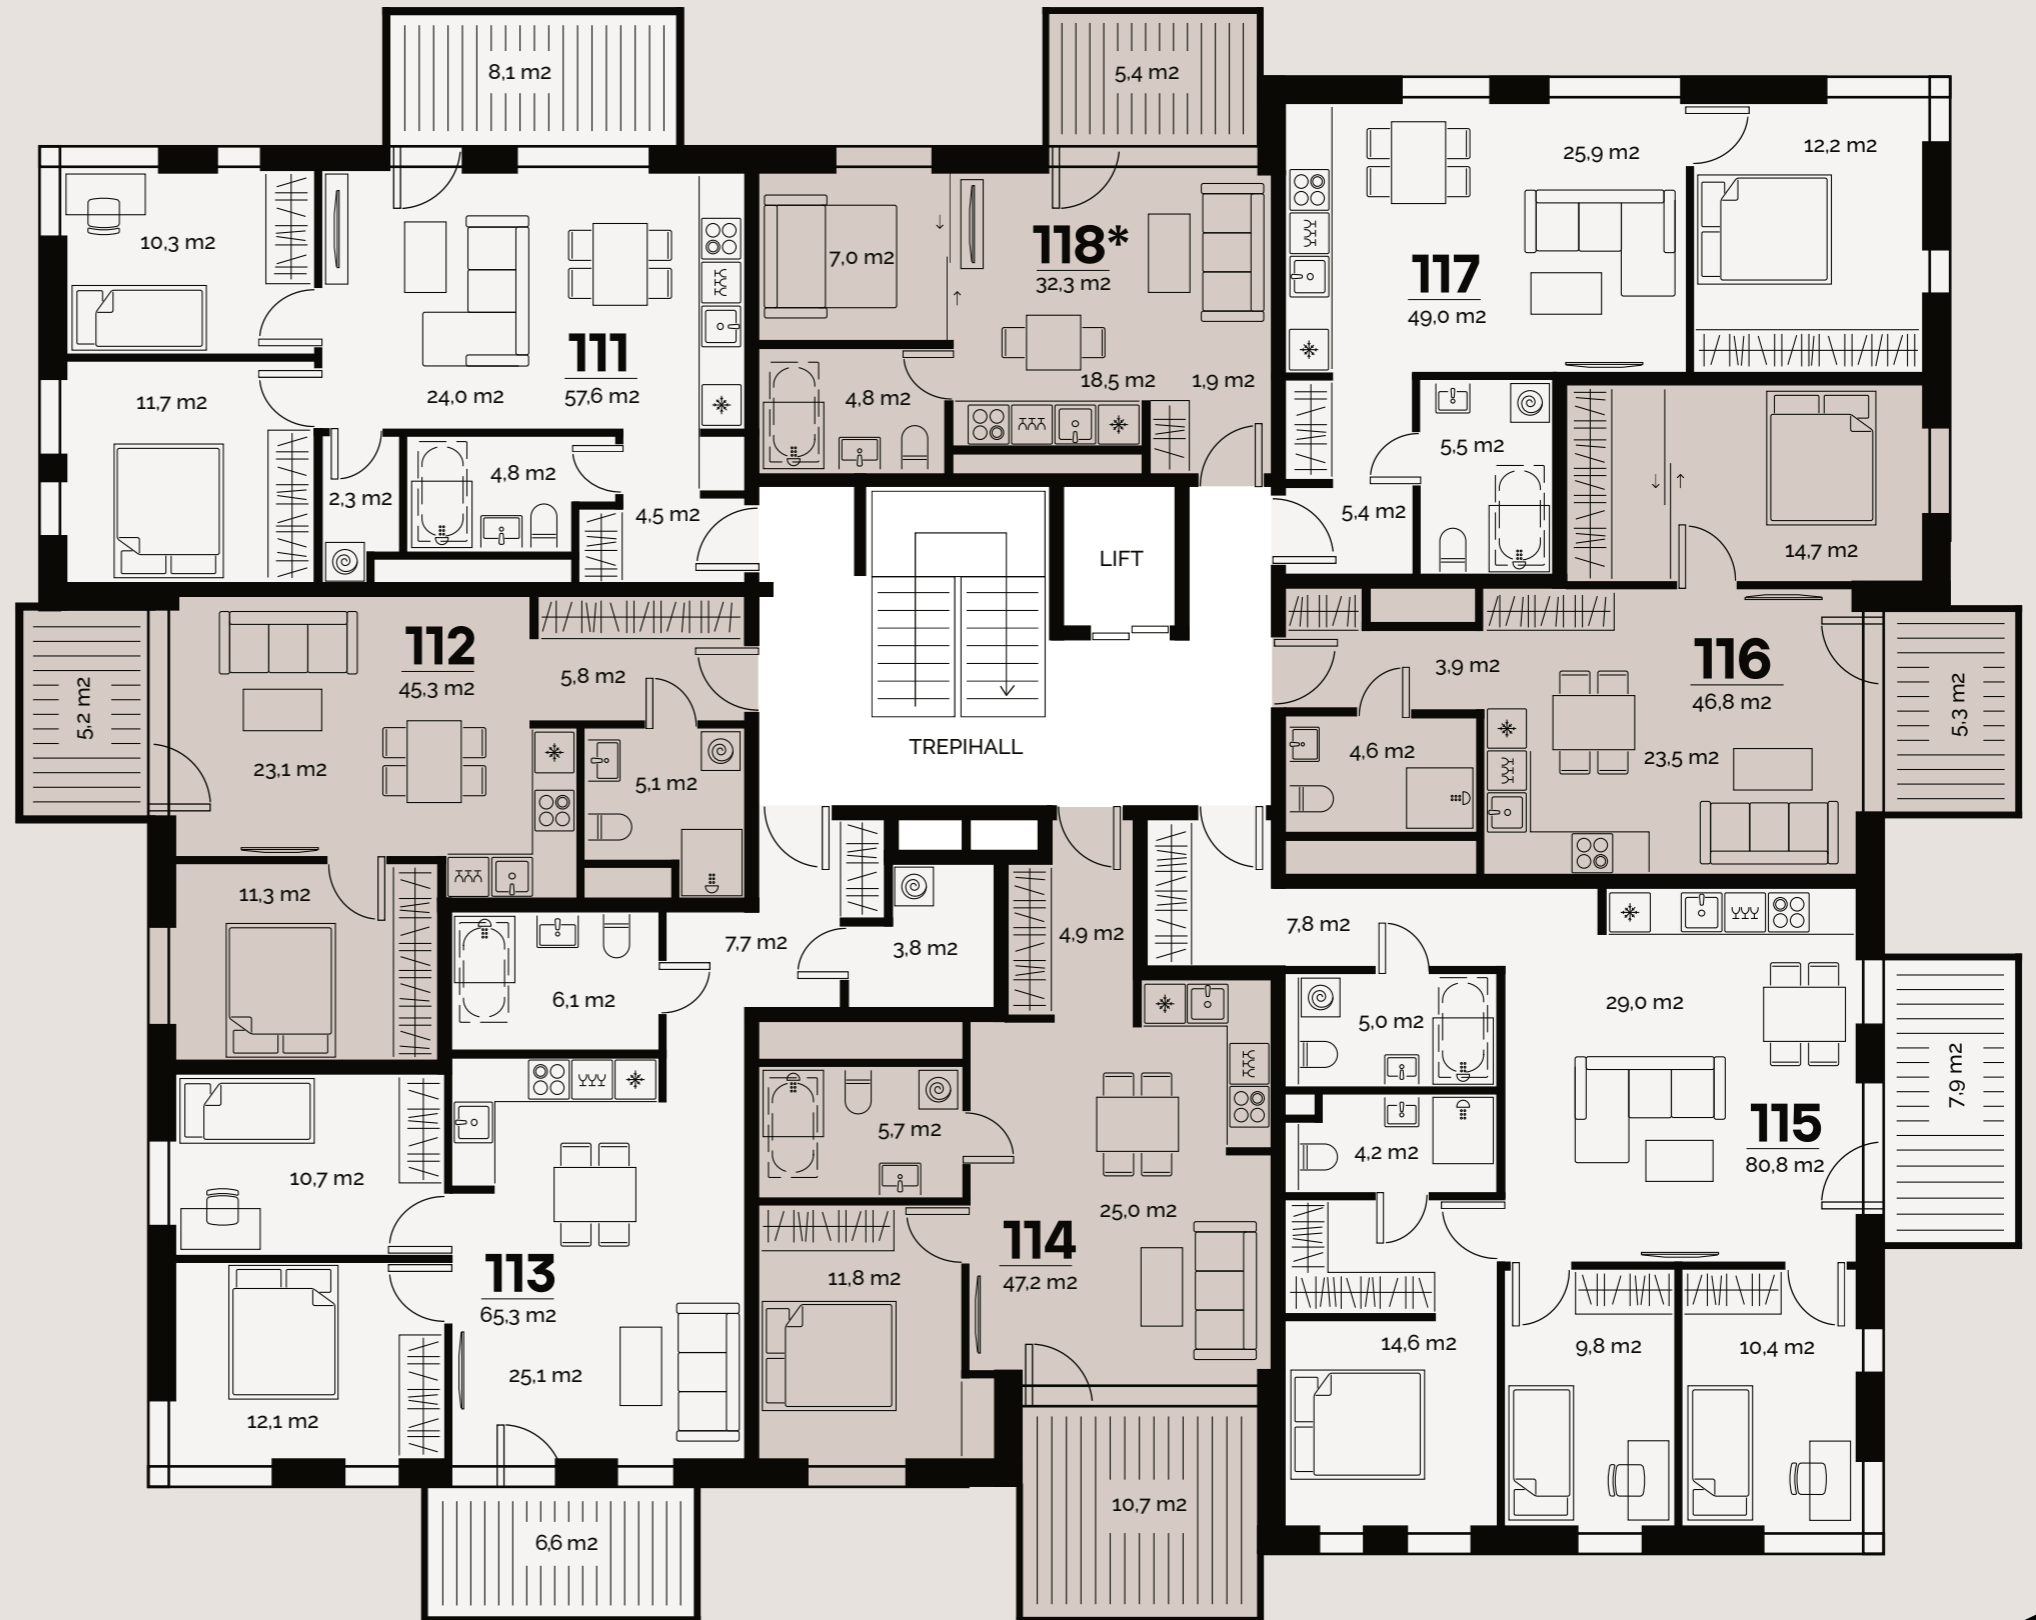 8,1 m2
5,4 m2
10,3 m2
11,7 m2
24,0 m2
111
57,6 m2
2,3 m2
4,8 m2
4,5 m2
7,0 m2
118*
32,3 m2
18,5 m2
1,9 m2
4,8 m2
25,9 m2
12,2 m2
117
49,0 m2
5,5 m2
5,4 m2
14,7 m2
LIFT
TREPIHALL
5,2 m2
112
45,3 m2
5,8 m2
23,1 m2
5,1 m2
11,3 m2
3,9 m2
116
46,8 m2
4,6 m2
23,5 m2
5,3 m2
7,7 m2
3,8 m2
6,1 m2
10,7 m2
113
65,3 m2
12,1 m2
25,1 m2
6,6 m2
4,9 m2
5,7 m2
25,0 m2
114
47,2 m2
11,8 m2
10,7 m2
7,8 m2
29,0 m2
5,0 m2
4,2 m2
115
80,8 m2
7,9 m2
14,6 m2
9,8 m2
10,4 m2